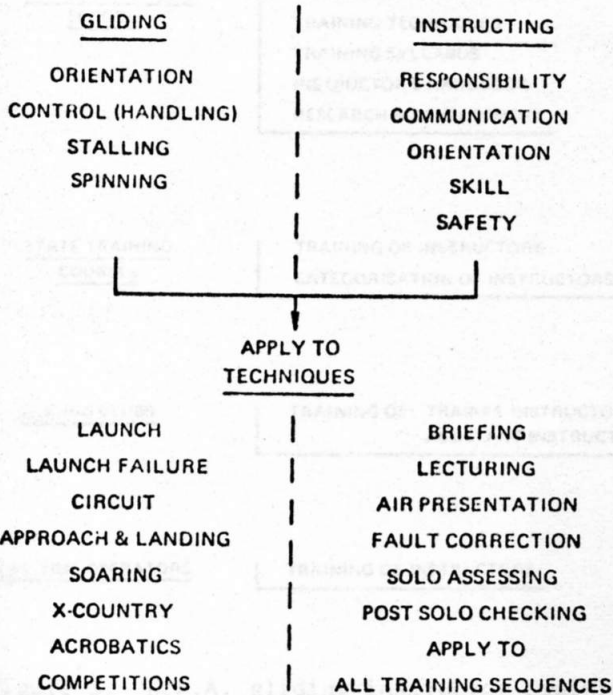 GLIDING
ORIENTATION
CONTROL (HANDLING)
STALLING
SPINNING
INSTRUCTING
RESPONSIBILITY
COMMUNICATION
ORIENTATION
SKILL
SAFETY
APPLY TO
TECHNIQUES
LAUNCH
LAUNCH FAILURE
CIRCUIT
APPROACH & LANDING
SOARING
X-COUNTRY
ACROBATICS
COMPETITIONS
BRIEFING
LECTURING
AIR PRESENTATION
FAULT CORRECTION
SOLO ASSESSING
POST SOLO CHECKING
APPLY TO
ALL TRAINING SEQUENCES